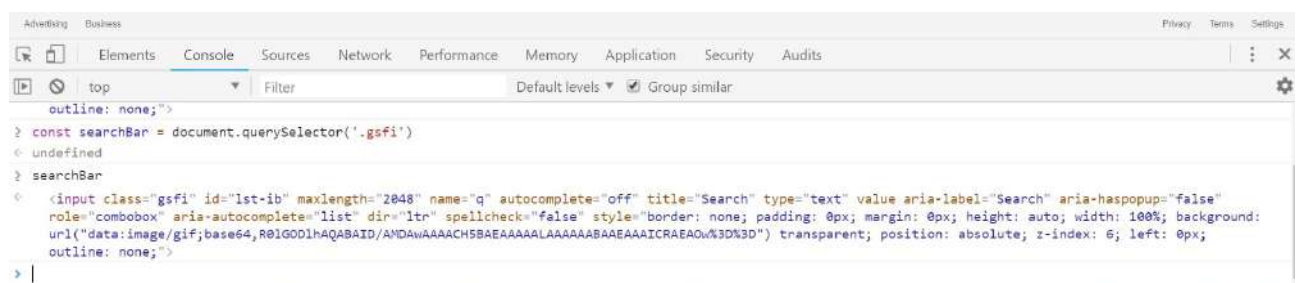 Advertising Business Privacy Terms Settings
Elements Console Sources Network Performance Memory Application Security Audits
top Filter Default levels Group similar
outline: none;">
const searchBar = document.querySelector('.gsfi')
undefined
searchBar
<input class="gsfi" id="lst-ib" maxlength="2048" name="q" autocomplete="off" title="Search" type="text" value aria-label="Search" aria-haspopup="false"
role="combobox" aria-autocomplete="list" dir="ltr" spellcheck="false" style="border: none; padding: 0px; margin: 0px; height: auto; width: 100%; background:
url("data:image/gif;base64,R0lGODlhAQABAID/AMDAwAAAACH5BAEAAAAALAAAAAABAAEAAAICRAEAOw%3D%3D") transparent; position: absolute; z-index: 6; left: 0px;
outline: none;">